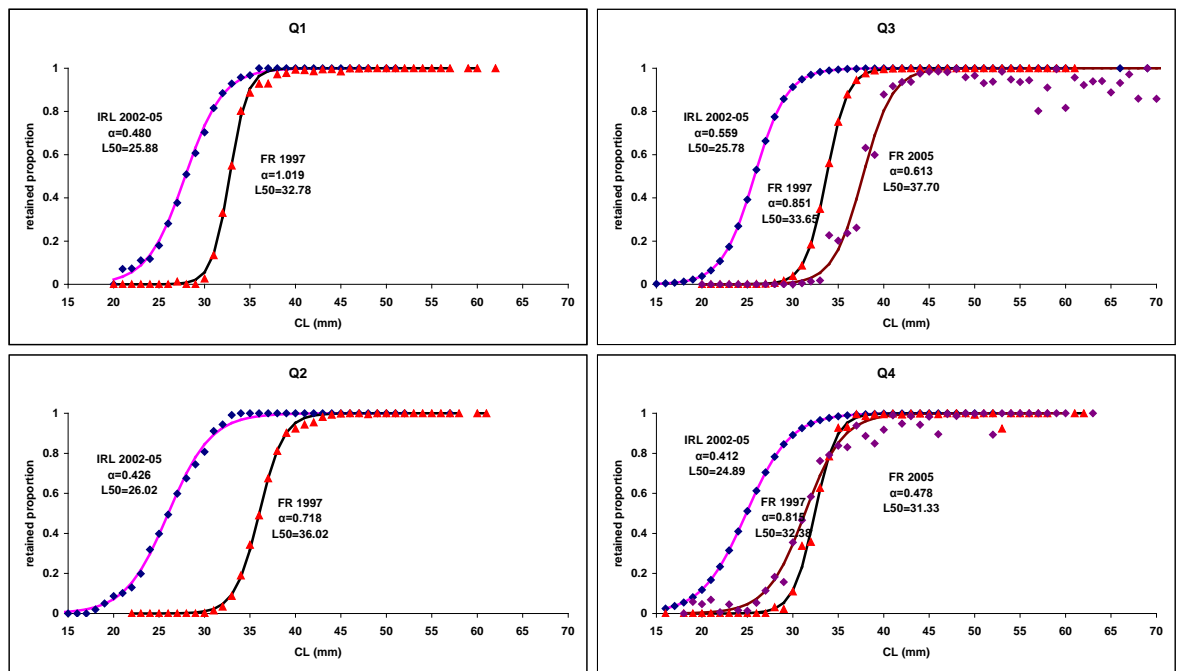 Q1
retained proportion
1
0.8
0.6
0.4
0.2
0
IRL 2002-05
α=0.480
L50=25.88
FR 1997
α=1.019
L50=32.78
15 20 25 30 35 40 45 50 55 60 65 70
CL (mm)
Q3
retained proportion
1
0.8
0.6
0.4
0.2
0
IRL 2002-05
α=0.559
L50=25.78
FR 1997
α=0.851
L50=33.65
FR 2005
α=0.613
L50=37.70
15 20 25 30 35 40 45 50 55 60 65 70
CL (mm)
Q2
retained proportion
1
0.8
0.6
0.4
0.2
0
IRL 2002-05
α=0.426
L50=26.02
FR 1997
α=0.718
L50=36.02
15 20 25 30 35 40 45 50 55 60 65 70
CL (mm)
Q4
retained proportion
1
0.8
0.6
0.4
0.2
0
IRL 2002-05
α=0.412
L50=24.89
FR 1997
α=0.815
L50=32.38
FR 2005
α=0.478
L50=31.33
15 20 25 30 35 40 45 50 55 60 65 70
CL (mm)